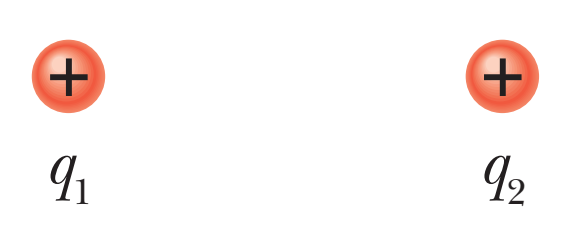 + +
q₁ q₂